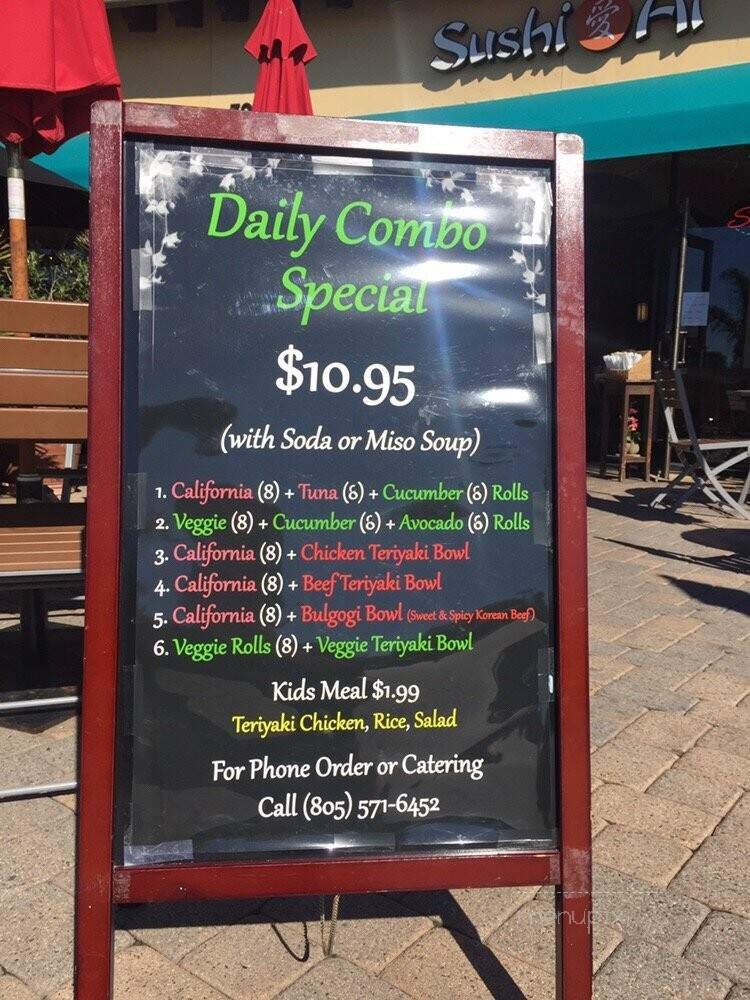 Sushi 愛 Ai
Daily Combo
Special
$10.95
(with Soda or Miso Soup)
1. California (8) + Tuna (6) + Cucumber (6) Rolls
2. Veggie (8) + Cucumber (6) + Avocado (6) Rolls
3. California (8) + Chicken Teriyaki Bowl
4. California (8) + Beef Teriyaki Bowl
5. California (8) + Bulgogi Bowl (Sweet & Spicy Korean Beef)
6. Veggie Rolls (8) + Veggie Teriyaki Bowl
Kids Meal $1.99
Teriyaki Chicken, Rice, Salad
For Phone Order or Catering
Call (805) 571-6452